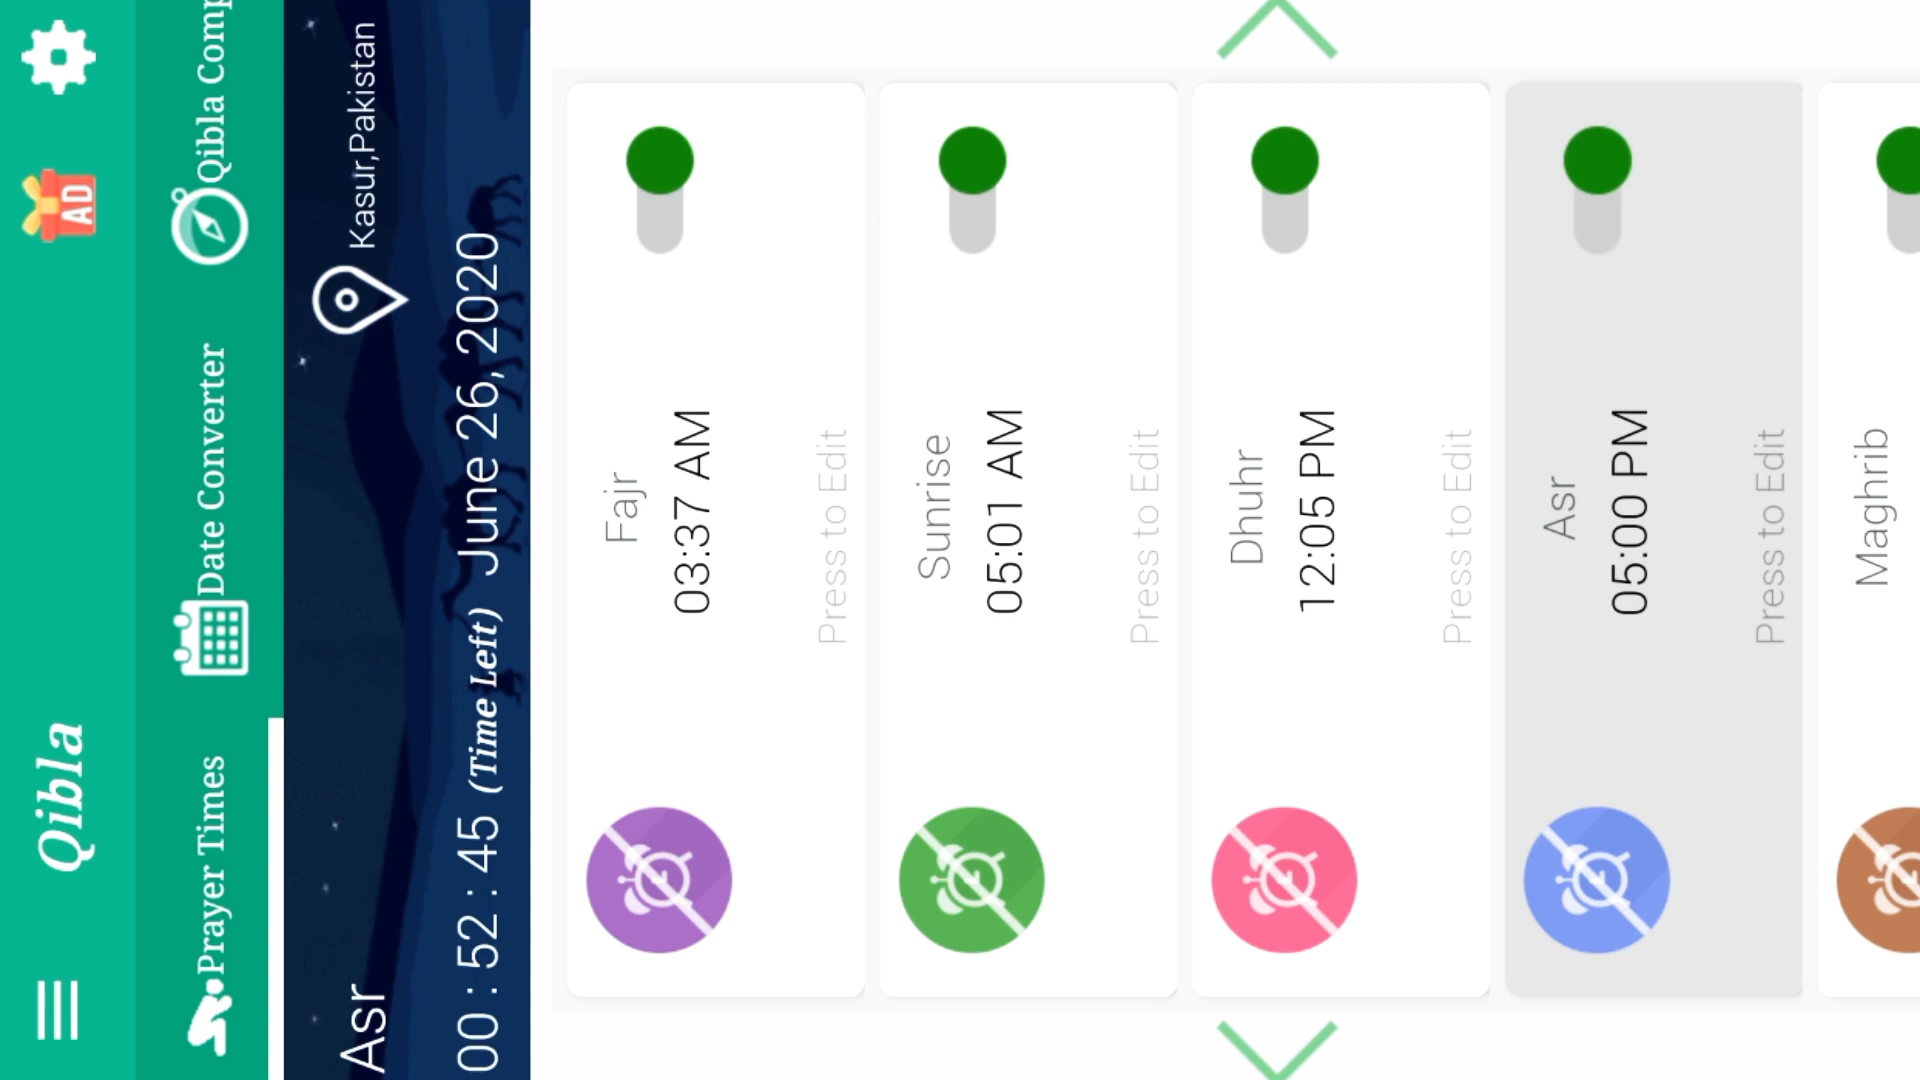 Qibla
AD
Prayer Times
Date Converter
Qibla Comp
Asr
Kasur,Pakistan
00 : 52 : 45 (Time Left)
June 26, 2020
Fajr
03:37 AM
Press to Edit
Sunrise
05:01 AM
Press to Edit
Dhuhr
12:05 PM
Press to Edit
Asr
05:00 PM
Press to Edit
Maghrib